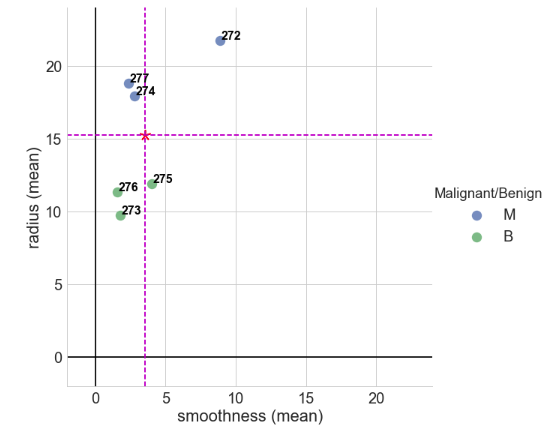 272
20
277
274
15
radius (mean)
275
276
10
273
5
0
0 5 10 15 20
smoothness (mean)
Malignant/Benign
M
B